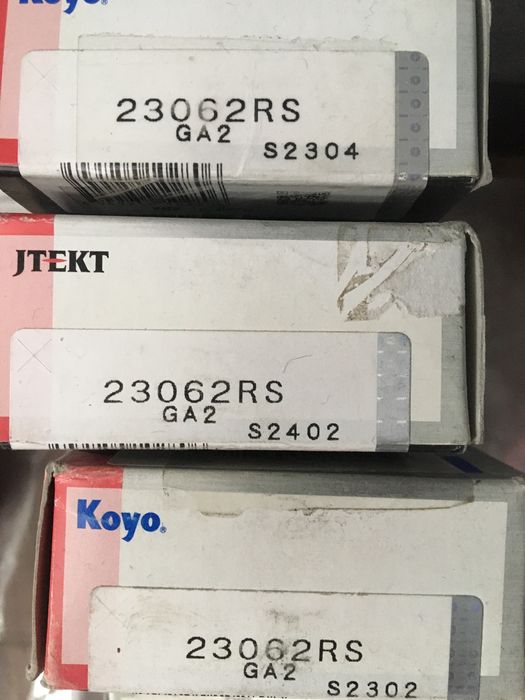 Koyo
23062RS
GA2
S2304
JTEKT
23062RS
GA2
S2402
Koyo®
23062RS
GA2
S2302